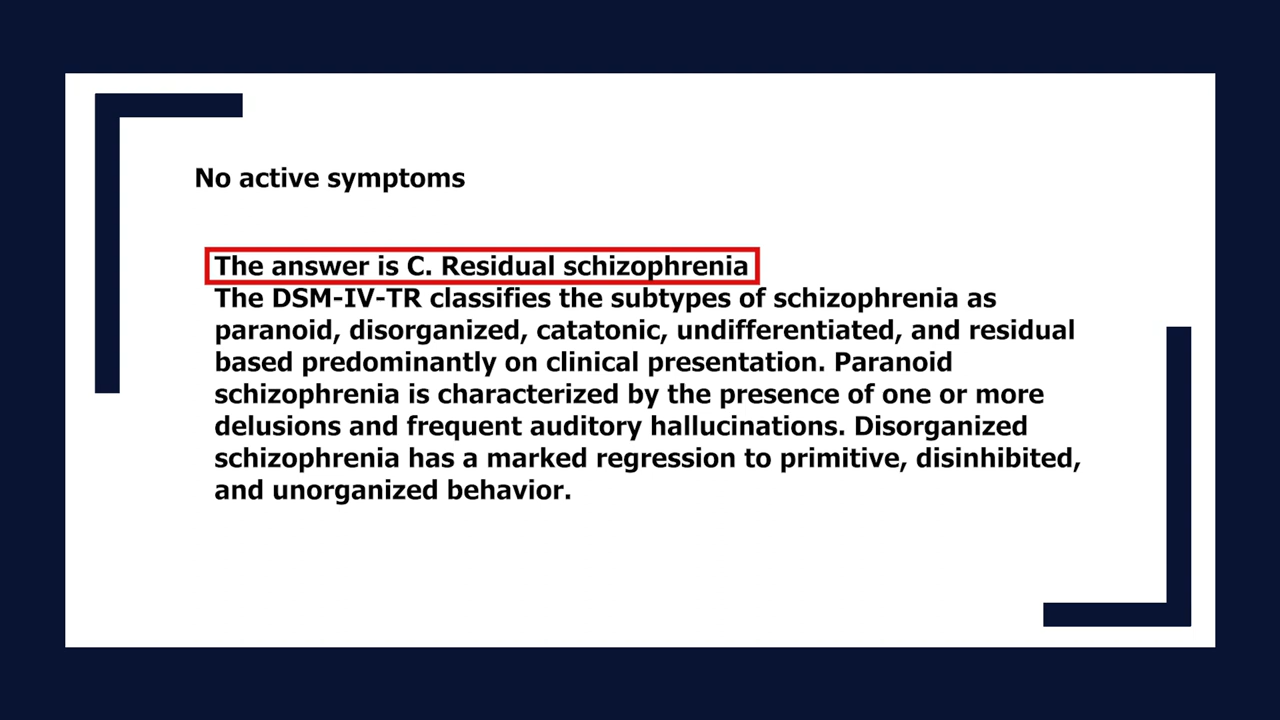 No active symptoms
The answer is C. Residual schizophrenia
The DSM-IV-TR classifies the subtypes of schizophrenia as
paranoid, disorganized, catatonic, undifferentiated, and residual
based predominantly on clinical presentation. Paranoid
schizophrenia is characterized by the presence of one or more
delusions and frequent auditory hallucinations. Disorganized
schizophrenia has a marked regression to primitive, disinhibited,
and unorganized behavior.